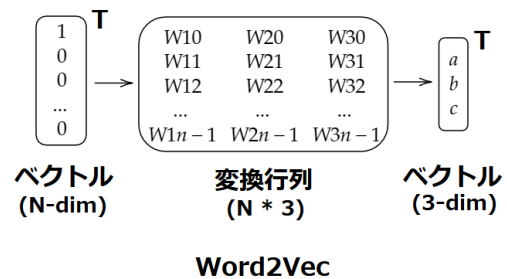 1
0
0
...
0
T
W10 W20 W30
W11 W21 W31
W12 W22 W32
... ... ...
W1n − 1 W2n − 1 W3n − 1
a
b
c
T
ベクトル
(N-dim)
変換行列
(N * 3)
ベクトル
(3-dim)
Word2Vec